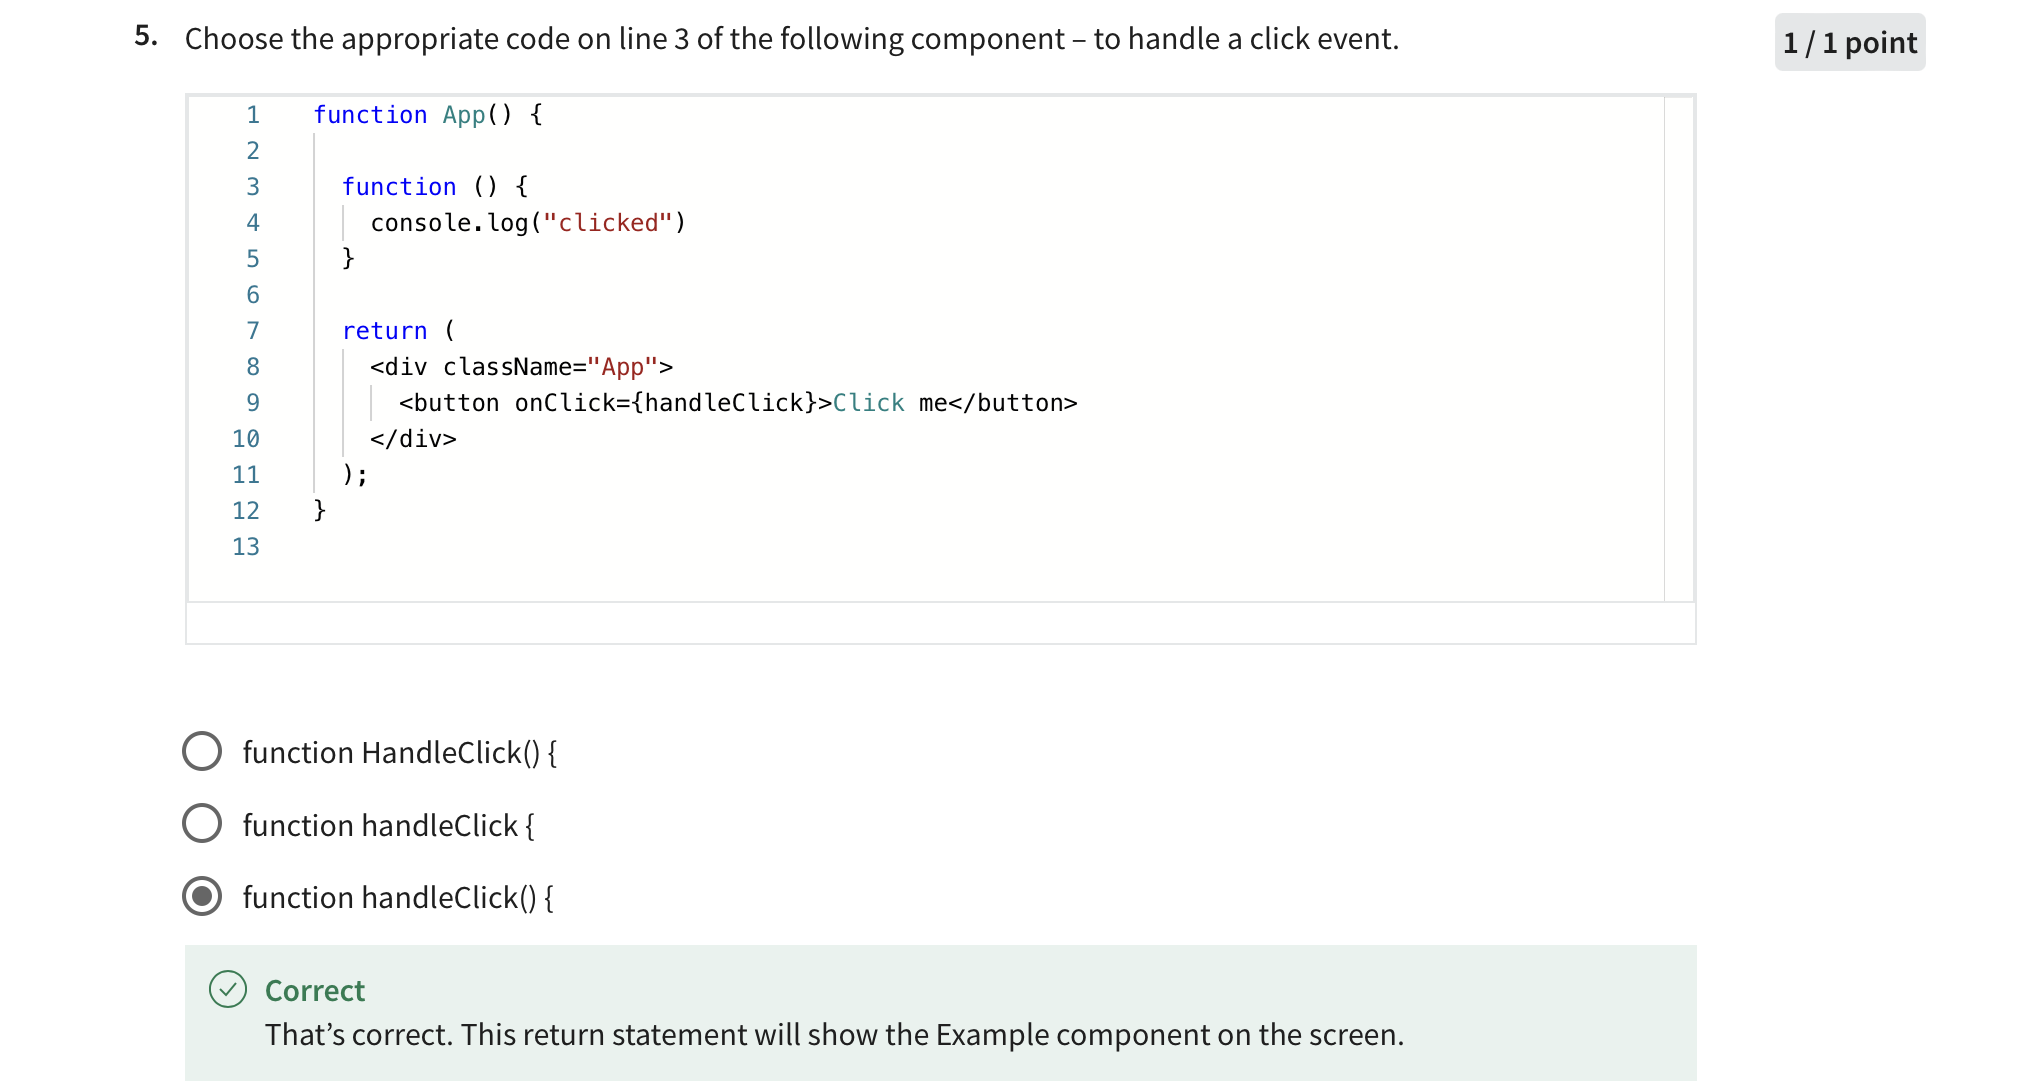 5. Choose the appropriate code on line 3 of the following component – to handle a click event.
1 / 1 point
1 function App() {
2
3 function () {
4 console.log("clicked")
5 }
6
7 return (
8 <div className="App">
9 <button onClick={handleClick}>Click me</button>
10 </div>
11 );
12 }
13
function HandleClick() {
function handleClick {
function handleClick() {
Correct
That’s correct. This return statement will show the Example component on the screen.